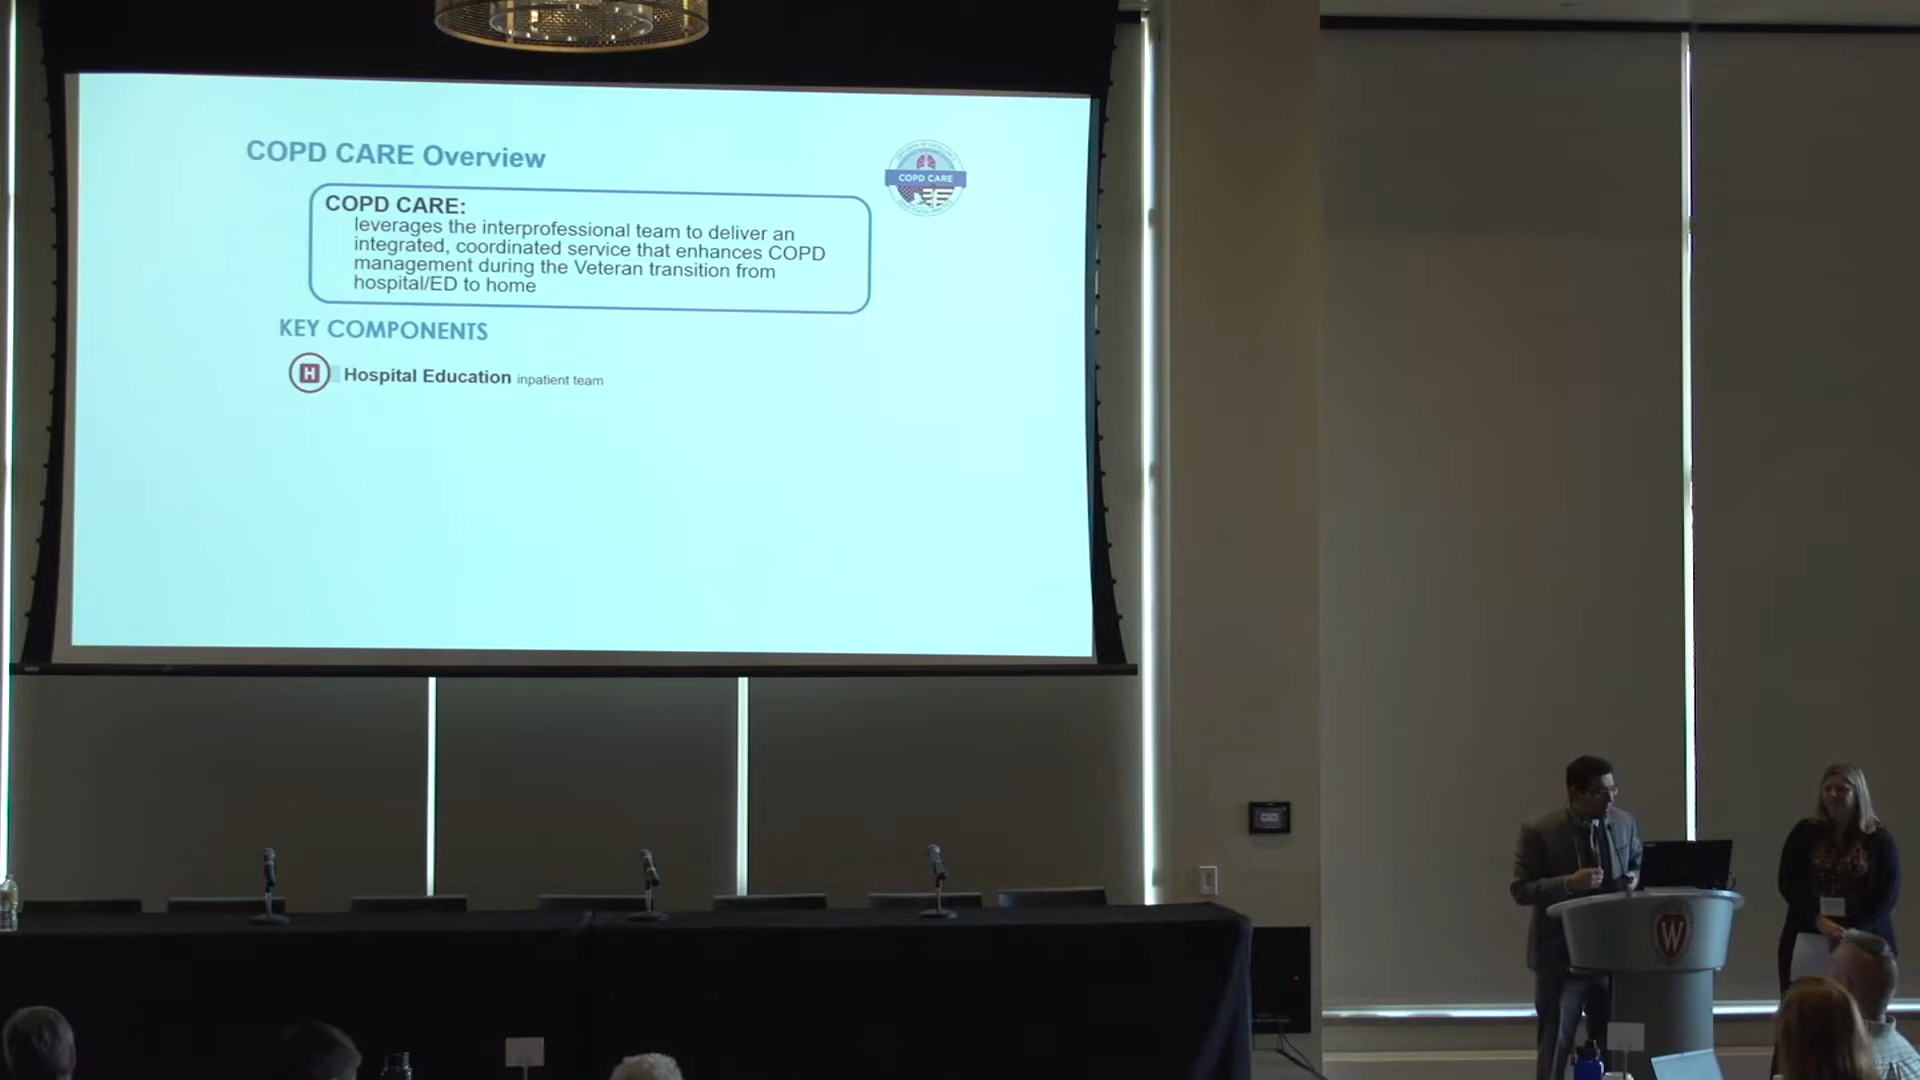 COPD CARE Overview
COPD CARE
COPD CARE:
leverages the interprofessional team to deliver an
integrated, coordinated service that enhances COPD
management during the Veteran transition from
hospital/ED to home
KEY COMPONENTS
H Hospital Education inpatient team
W